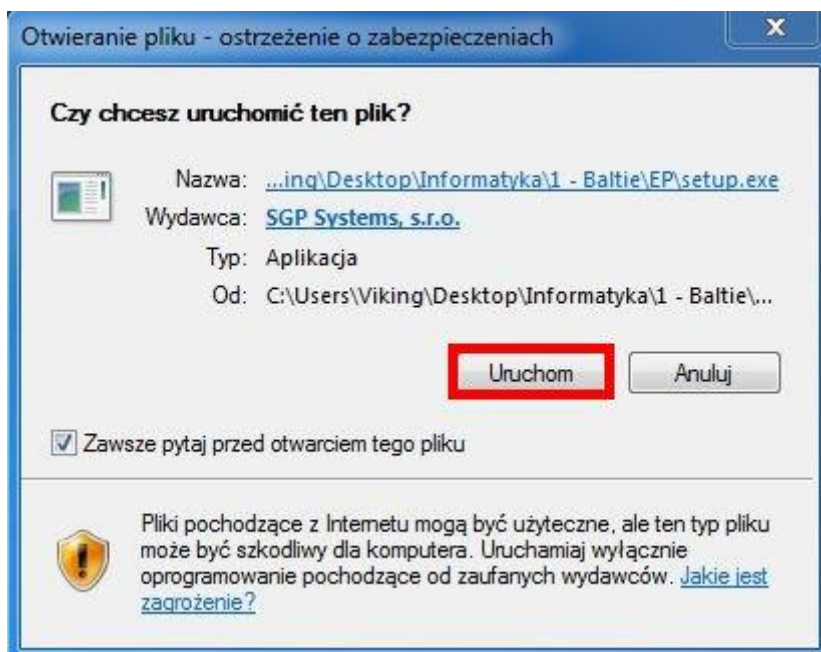 Otwieranie pliku - ostrzeżenie o zabezpieczeniach
Czy chcesz uruchomić ten plik?
Nazwa: ...ing\Desktop\Informatyka\1 - Baltie\EP\setup.exe
Wydawca: SGP Systems, s.r.o.
Typ: Aplikacja
Od: C:\Users\Viking\Desktop\Informatyka\1 - Baltie\...
Uruchom Anuluj
Zawsze pytaj przed otwarciem tego pliku
Pliki pochodzące z Internetu mogą być użyteczne, ale ten typ pliku
może być szkodliwy dla komputera. Uruchamiaj wyłącznie
oprogramowanie pochodzące od zaufanych wydawców. Jakie jest
zagrożenie?